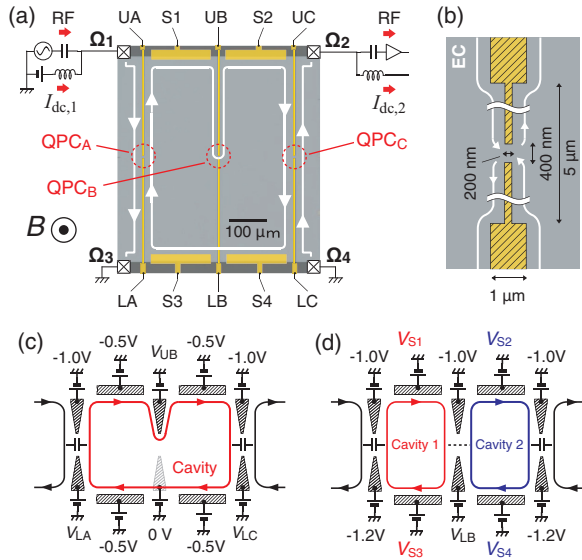 (a)
RF
UA S1 UB S2 UC
RF
Ω1
Ω2
Idc,1
Idc,2
QPCA
QPCB
QPCC
100 μm
B
Ω3
Ω4
LA S3 LB S4 LC
(b)
EC
200 nm
400 nm
5 μm
1 μm
(c)
-0.5V
-0.5V
-1.0V
VUB
-1.0V
Cavity
VLA
0 V
VLC
-0.5V
-0.5V
(d)
VS1
VS2
-1.0V
-1.0V
-1.0V
Cavity 1
Cavity 2
-1.2V
VLB
-1.2V
VS3
VS4